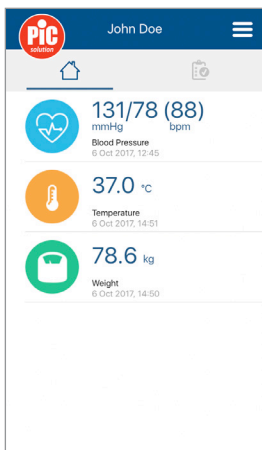 PiC
solution
John Doe
131/78 (88)
mmHg bpm
Blood Pressure
6 Oct 2017, 12:45
37.0 °C
Temperature
6 Oct 2017, 14:51
78.6 kg
Weight
6 Oct 2017, 14:50